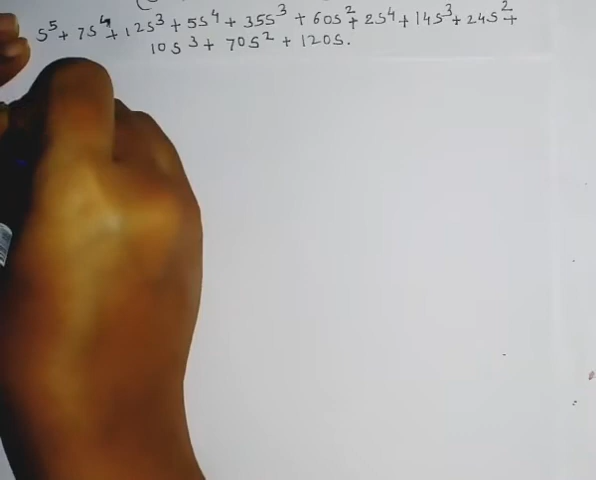 s⁵ + 7s⁴ + 12s³ + 5s⁴ + 35s³ + 60s² + 2s⁴ + 14s³ + 24s² +
10s³ + 70s² + 120s.